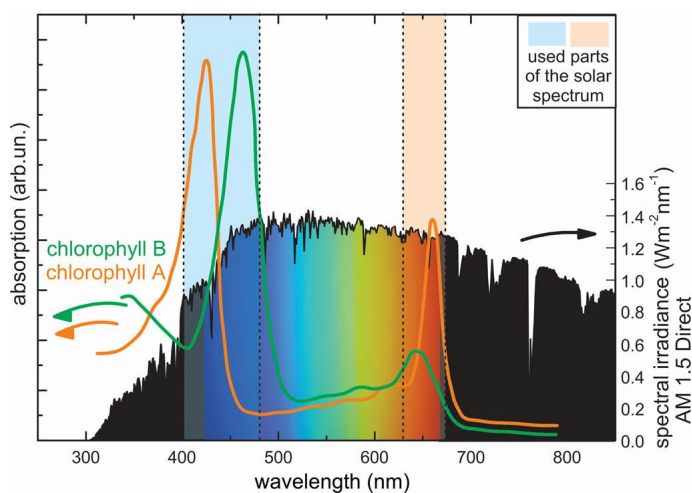 used parts
of the solar
spectrum
absorption (arb.un.)
chlorophyll B
chlorophyll A
1.6
1.4
1.2
1.0
0.8
0.6
0.4
0.2
0.0
spectral irradiance (Wm⁻²nm⁻¹)
AM 1.5 Direct
300 400 500 600 700 800
wavelength (nm)